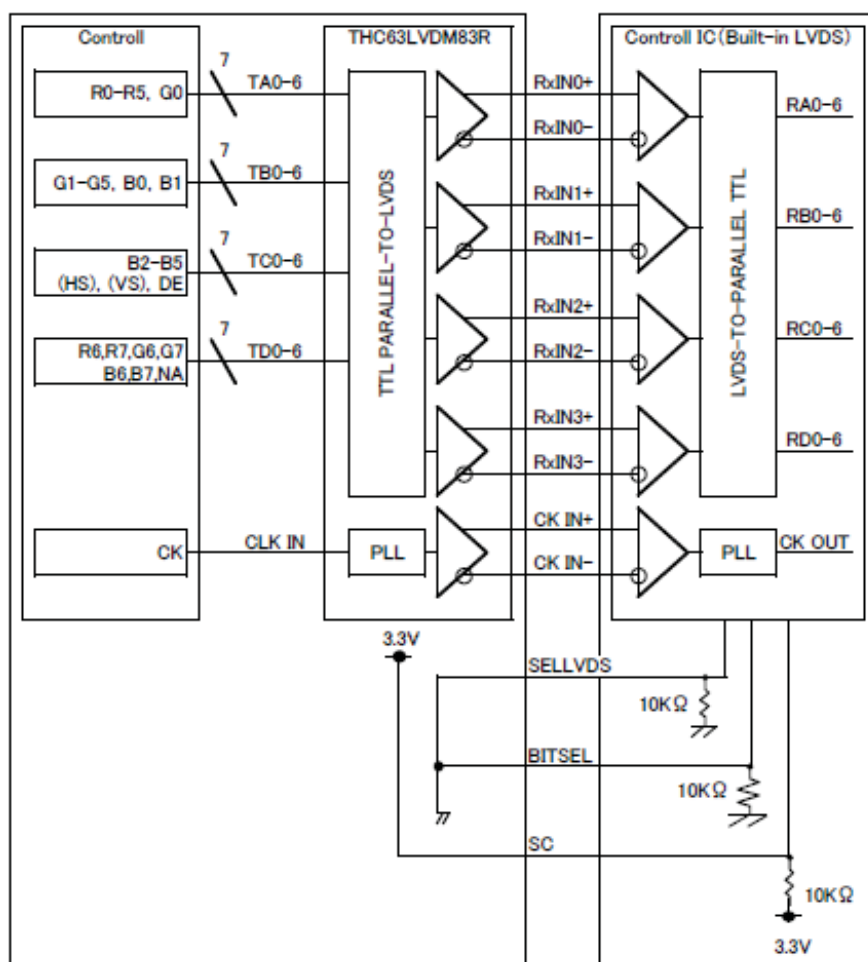 Controll
THC63LVDM83R
Controll IC(Built-in LVDS)
R0-R5, G0
7
TA0-6
RxIN0+
RxIN0-
RA0-6
G1-G5, B0, B1
7
TB0-6
RxIN1+
RxIN1-
RB0-6
B2-B5
(HS), (VS), DE
7
TC0-6
RxIN2+
RxIN2-
RC0-6
R6,R7,G6,G7
B6,B7,NA
7
TD0-6
RxIN3+
RxIN3-
RD0-6
TTL PARALLEL-TO-LVDS
LVDS-TO-PARALLEL TTL
CK
CLK IN
PLL
CK IN+
CK IN-
PLL
CK OUT
3.3V
SELLVDS
10KΩ
BITSEL
10KΩ
SC
10KΩ
3.3V